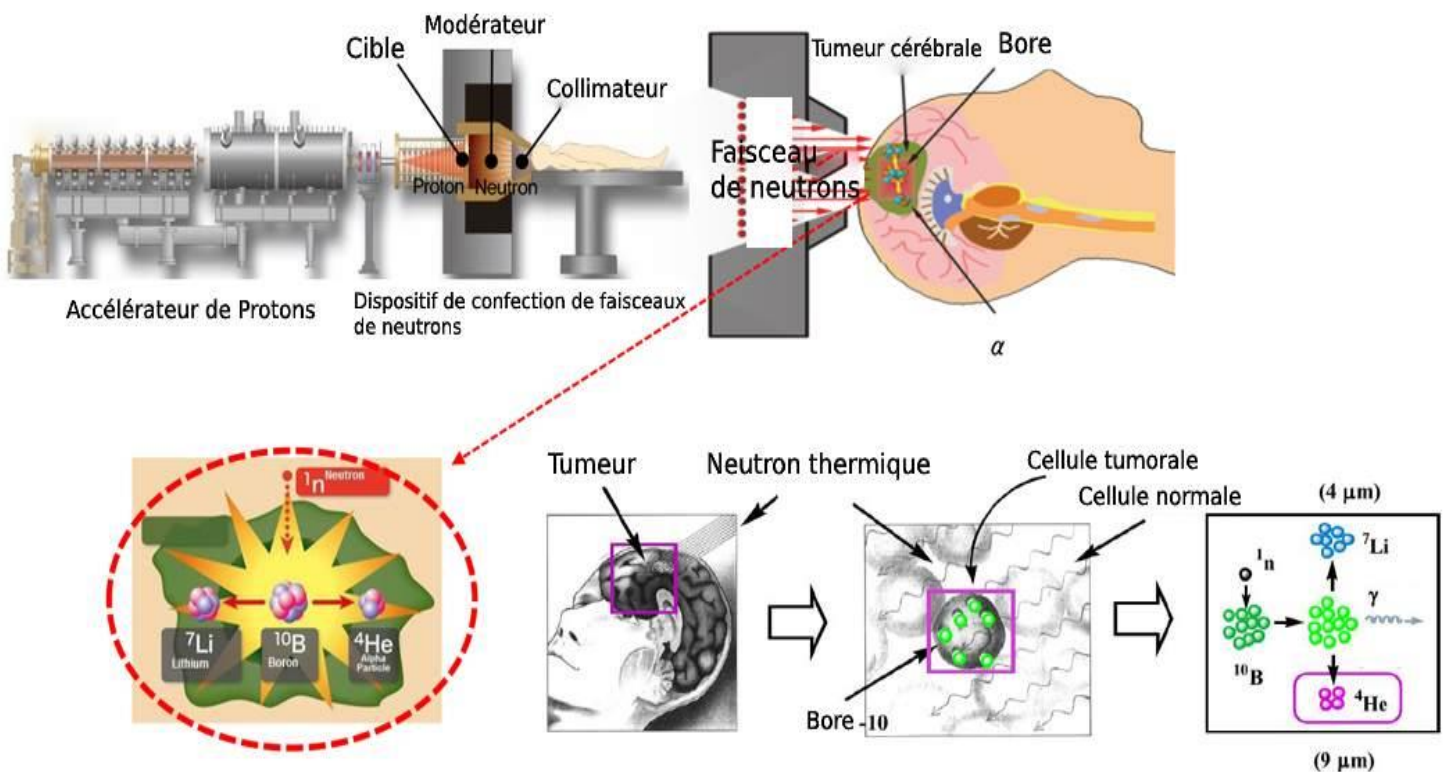 Modérateur
Cible
Collimateur
Proton
Neutron
Accélérateur de Protons
Dispositif de confection de faisceaux
de neutrons
Tumeur cérébrale
Bore
Faisceau
de neutrons
α
¹n Neutron
⁷Li
Lithium
¹⁰B
Boron
⁴He
Alpha
Particle
Tumeur
Neutron thermique
Cellule tumorale
Cellule normale
Bore -10
(4 µm)
⁷Li
¹n
γ
¹⁰B
⁴He
(9 µm)